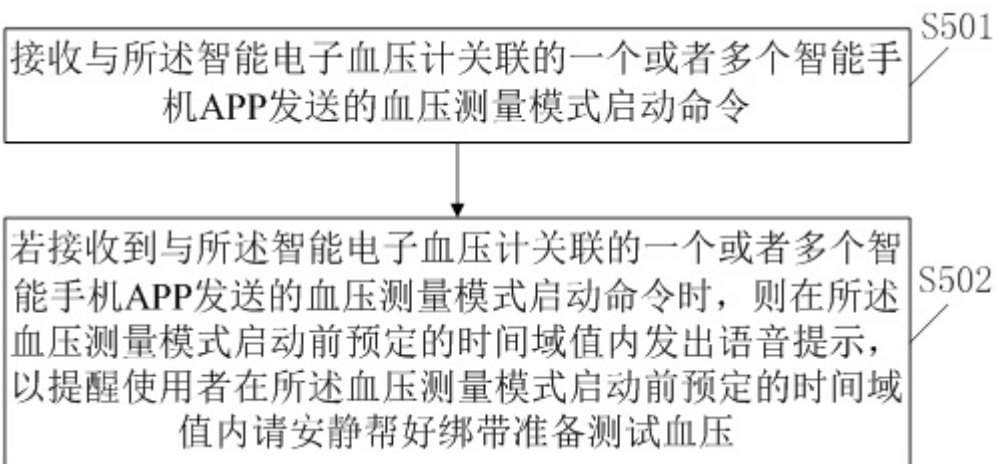 S501
接收与所述智能电子血压计关联的一个或者多个智能手
机APP发送的血压测量模式启动命令
若接收到与所述智能电子血压计关联的一个或者多个智
能手机APP发送的血压测量模式启动命令时，则在所述
S502
血压测量模式启动前预定的时间域值内发出语音提示，
以提醒使用者在所述血压测量模式启动前预定的时间域
值内请安静帮好绑带准备测试血压